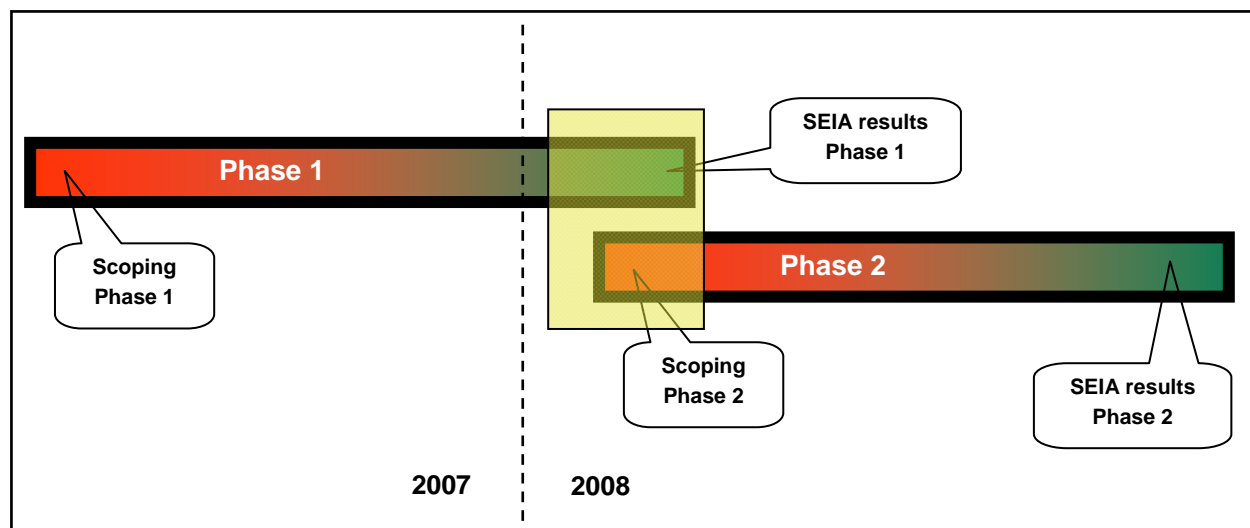 SEIA results
Phase 1
Phase 1
Scoping
Phase 1
Phase 2
Scoping
Phase 2
SEIA results
Phase 2
2007
2008